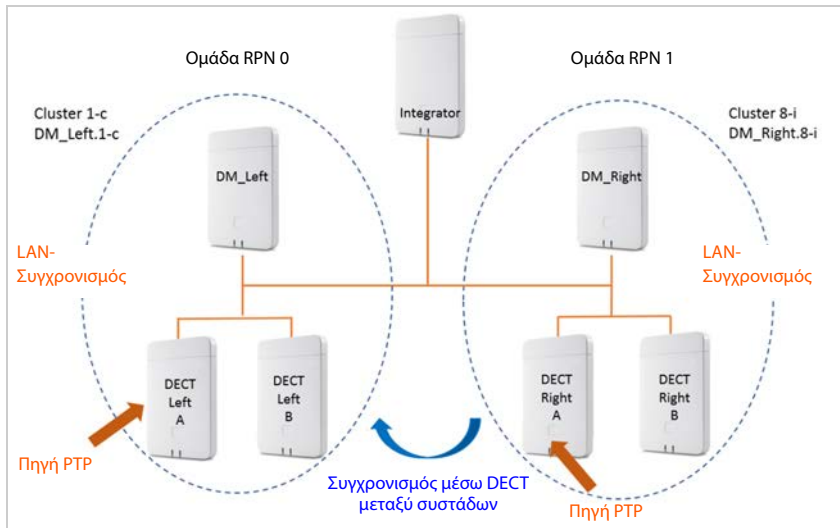 Ομάδα RPN 0
Ομάδα RPN 1
Integrator
Cluster 1-c
DM_Left.1-c
Cluster 8-i
DM_Right.8-i
DM_Left
DM_Right
LAN-
Συγχρονισμός
LAN-
Συγχρονισμός
DECT
Left
A
DECT
Left
B
DECT
Right
A
DECT
Right
B
Πηγή PTP
Συγχρονισμός μέσω DECT
μεταξύ συστάδων
Πηγή PTP